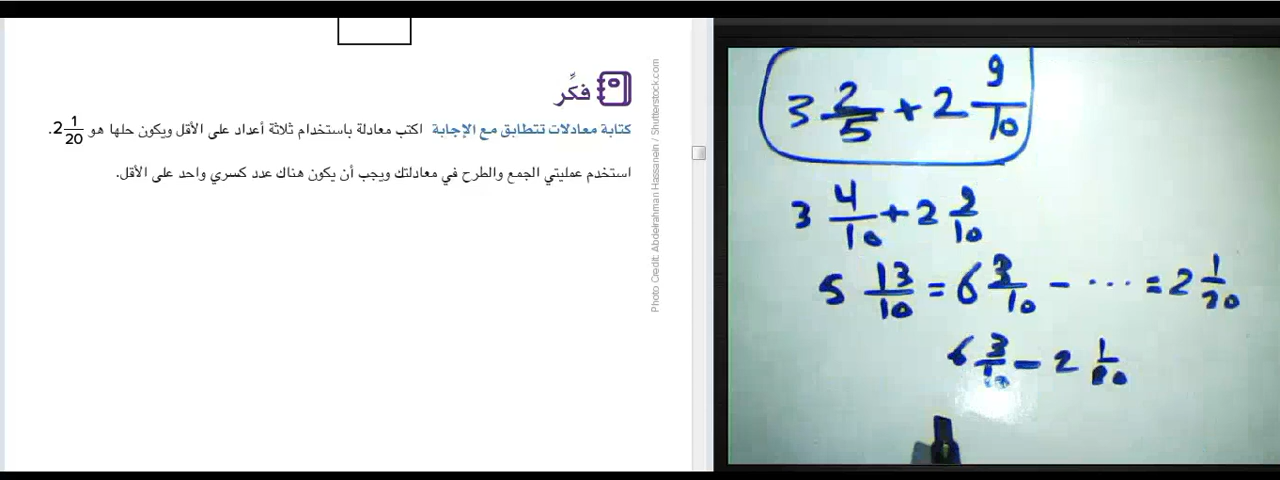 فكِّر
كتابة معادلات تتطابق مع الإجابة اكتب معادلة باستخدام ثلاثة أعداد على الأقل ويكون حلها هو 2 1/20.
استخدم عمليتي الجمع والطرح في معادلتك ويجب أن يكون هناك عدد كسري واحد على الأقل.
Photo Credit: Abdelrahman Hassanein / Shutterstock.com
3 2/5 + 2 9/10
3 4/10 + 2 9/10
5 13/10 = 6 3/10 - ... = 2 1/20
6 3/10 - 2 1/20